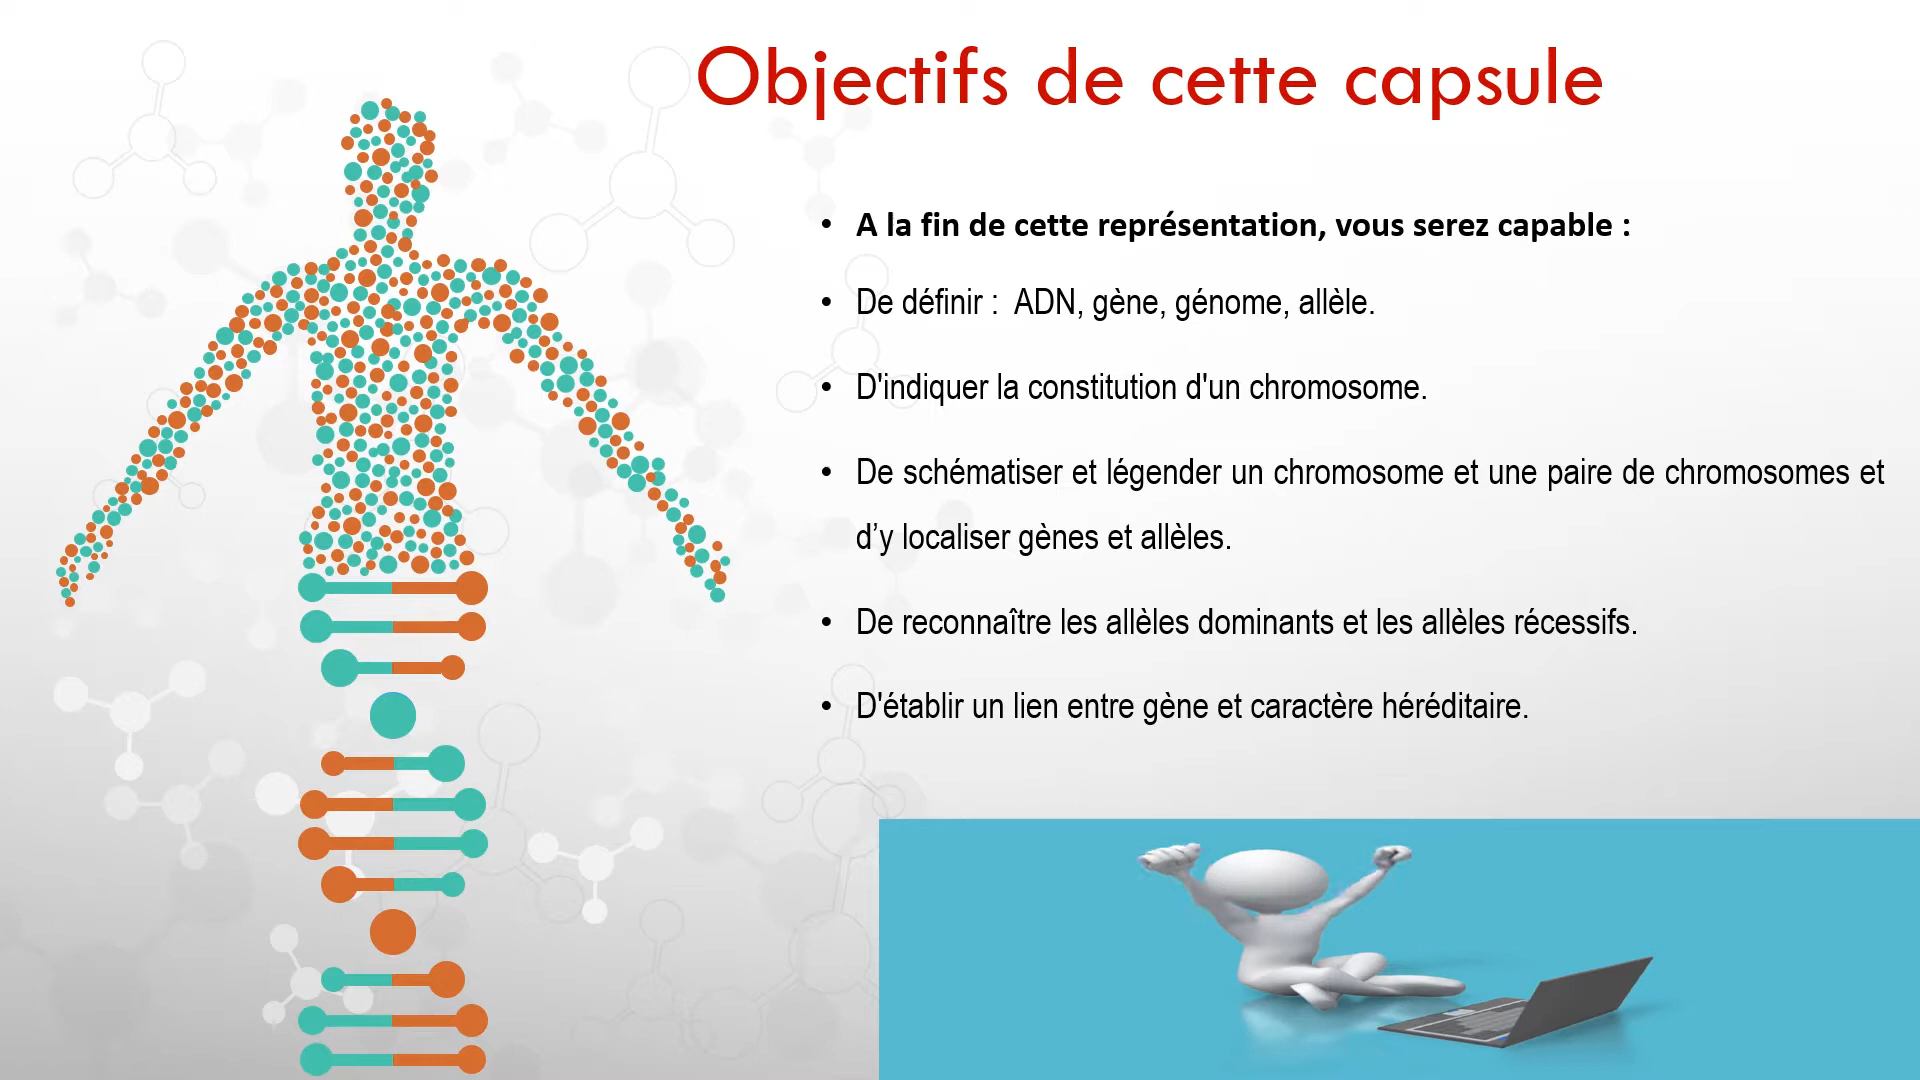 Objectifs de cette capsule
• A la fin de cette représentation, vous serez capable :
• De définir : ADN, gène, génome, allèle.
• D'indiquer la constitution d'un chromosome.
• De schématiser et légender un chromosome et une paire de chromosomes et
d’y localiser gènes et allèles.
• De reconnaître les allèles dominants et les allèles récessifs.
• D'établir un lien entre gène et caractère héréditaire.